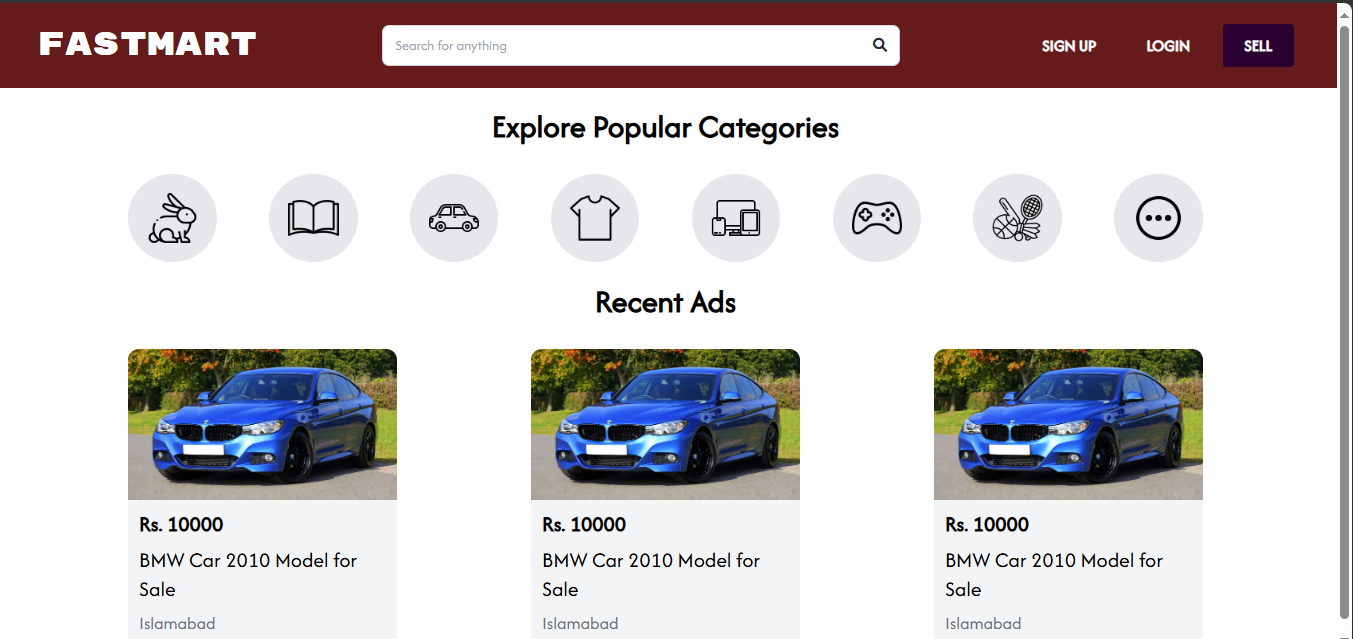 FASTMART
Search for anything
SIGN UP
LOGIN
SELL
Explore Popular Categories
Recent Ads
Rs. 10000
BMW Car 2010 Model for
Sale
Islamabad
Rs. 10000
BMW Car 2010 Model for
Sale
Islamabad
Rs. 10000
BMW Car 2010 Model for
Sale
Islamabad